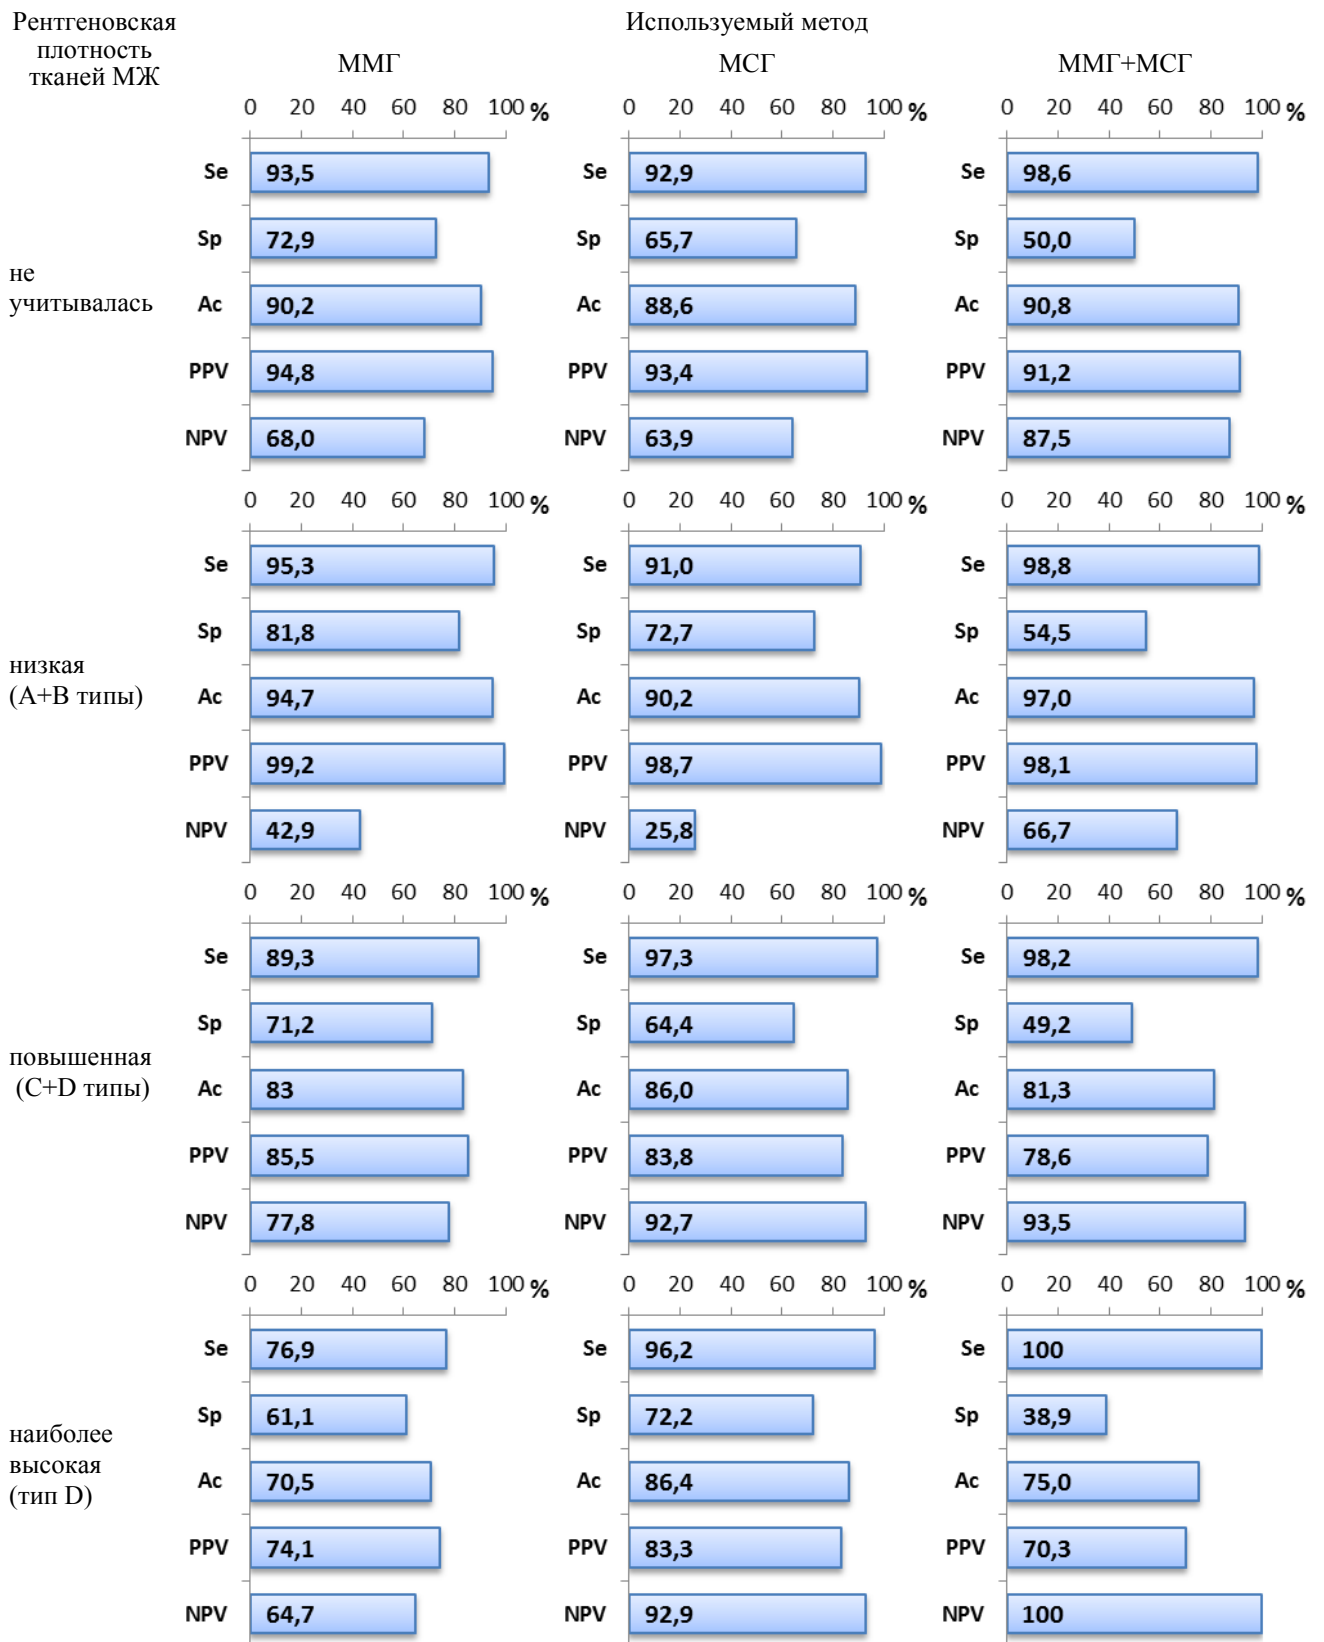 Рентгеновская
плотность
тканей МЖ
Используемый метод
ММГ МСГ ММГ+МСГ
0 20 40 60 80 100 % 0 20 40 60 80 100 % 0 20 40 60 80 100 %
Se 93,5 Se 92,9 Se 98,6
Sp 72,9 Sp 65,7 Sp 50,0
не
учитывалась
Ac 90,2 Ac 88,6 Ac 90,8
PPV 94,8 PPV 93,4 PPV 91,2
NPV 68,0 NPV 63,9 NPV 87,5
0 20 40 60 80 100 % 0 20 40 60 80 100 % 0 20 40 60 80 100 %
Se 95,3 Se 91,0 Se 98,8
Sp 81,8 Sp 72,7 Sp 54,5
низкая
(A+B типы)
Ac 94,7 Ac 90,2 Ac 97,0
PPV 99,2 PPV 98,7 PPV 98,1
NPV 42,9 NPV 25,8 NPV 66,7
0 20 40 60 80 100 % 0 20 40 60 80 100 % 0 20 40 60 80 100 %
Se 89,3 Se 97,3 Se 98,2
Sp 71,2 Sp 64,4 Sp 49,2
повышенная
(C+D типы)
Ac 83 Ac 86,0 Ac 81,3
PPV 85,5 PPV 83,8 PPV 78,6
NPV 77,8 NPV 92,7 NPV 93,5
0 20 40 60 80 100 % 0 20 40 60 80 100 % 0 20 40 60 80 100 %
Se 76,9 Se 96,2 Se 100
Sp 61,1 Sp 72,2 Sp 38,9
наиболее
высокая
(тип D)
Ac 70,5 Ac 86,4 Ac 75,0
PPV 74,1 PPV 83,3 PPV 70,3
NPV 64,7 NPV 92,9 NPV 100